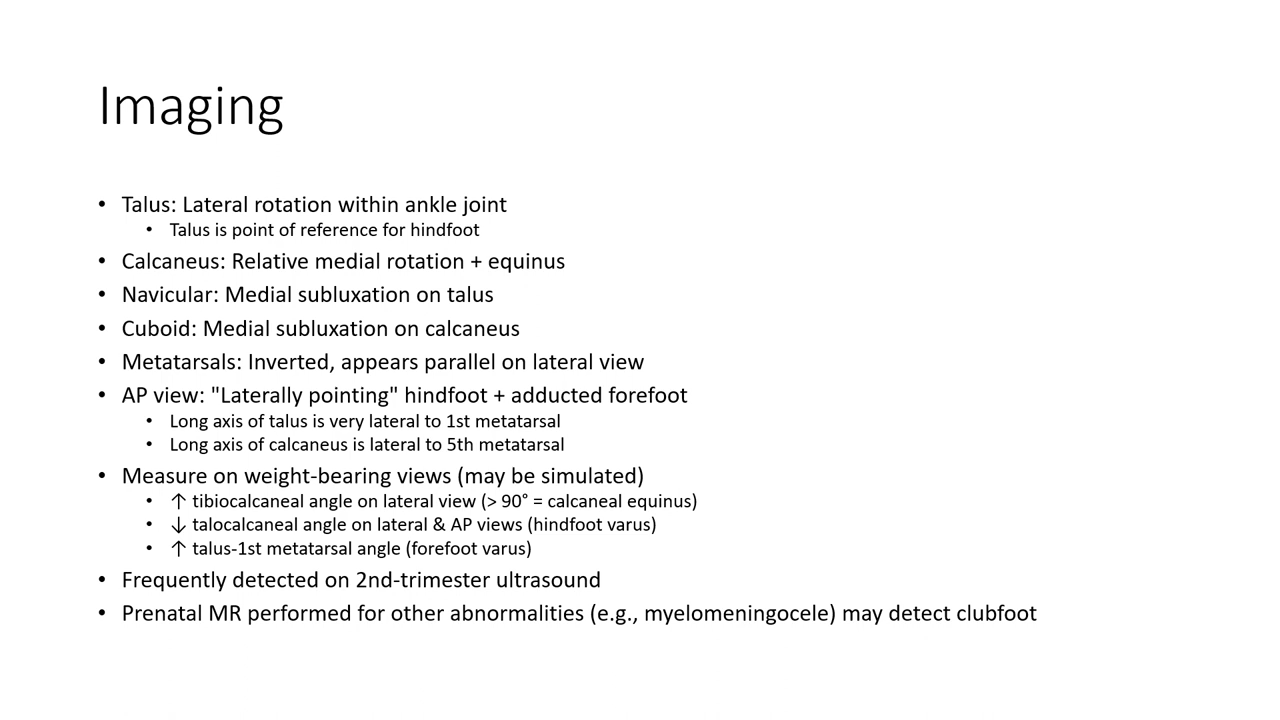 Imaging
• Talus: Lateral rotation within ankle joint
• Talus is point of reference for hindfoot
• Calcaneus: Relative medial rotation + equinus
• Navicular: Medial subluxation on talus
• Cuboid: Medial subluxation on calcaneus
• Metatarsals: Inverted, appears parallel on lateral view
• AP view: "Laterally pointing" hindfoot + adducted forefoot
• Long axis of talus is very lateral to 1st metatarsal
• Long axis of calcaneus is lateral to 5th metatarsal
• Measure on weight-bearing views (may be simulated)
• ↑ tibiocalcaneal angle on lateral view (> 90° = calcaneal equinus)
• ↓ talocalcaneal angle on lateral & AP views (hindfoot varus)
• ↑ talus-1st metatarsal angle (forefoot varus)
• Frequently detected on 2nd-trimester ultrasound
• Prenatal MR performed for other abnormalities (e.g., myelomeningocele) may detect clubfoot